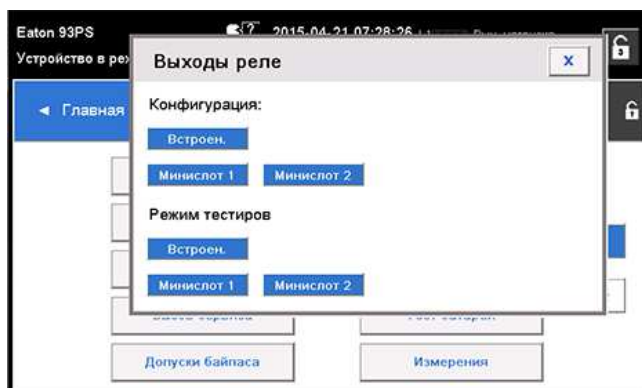 Eaton 93PS
2015-04-21 07:28:26
Устройство в реж
Выходы реле
X
◄ Главная
Конфигурация:
Встроен.
Минислот 1 Минислот 2
Режим тестиров
Встроен.
Минислот 1 Минислот 2
Допуски байпаса Измерения